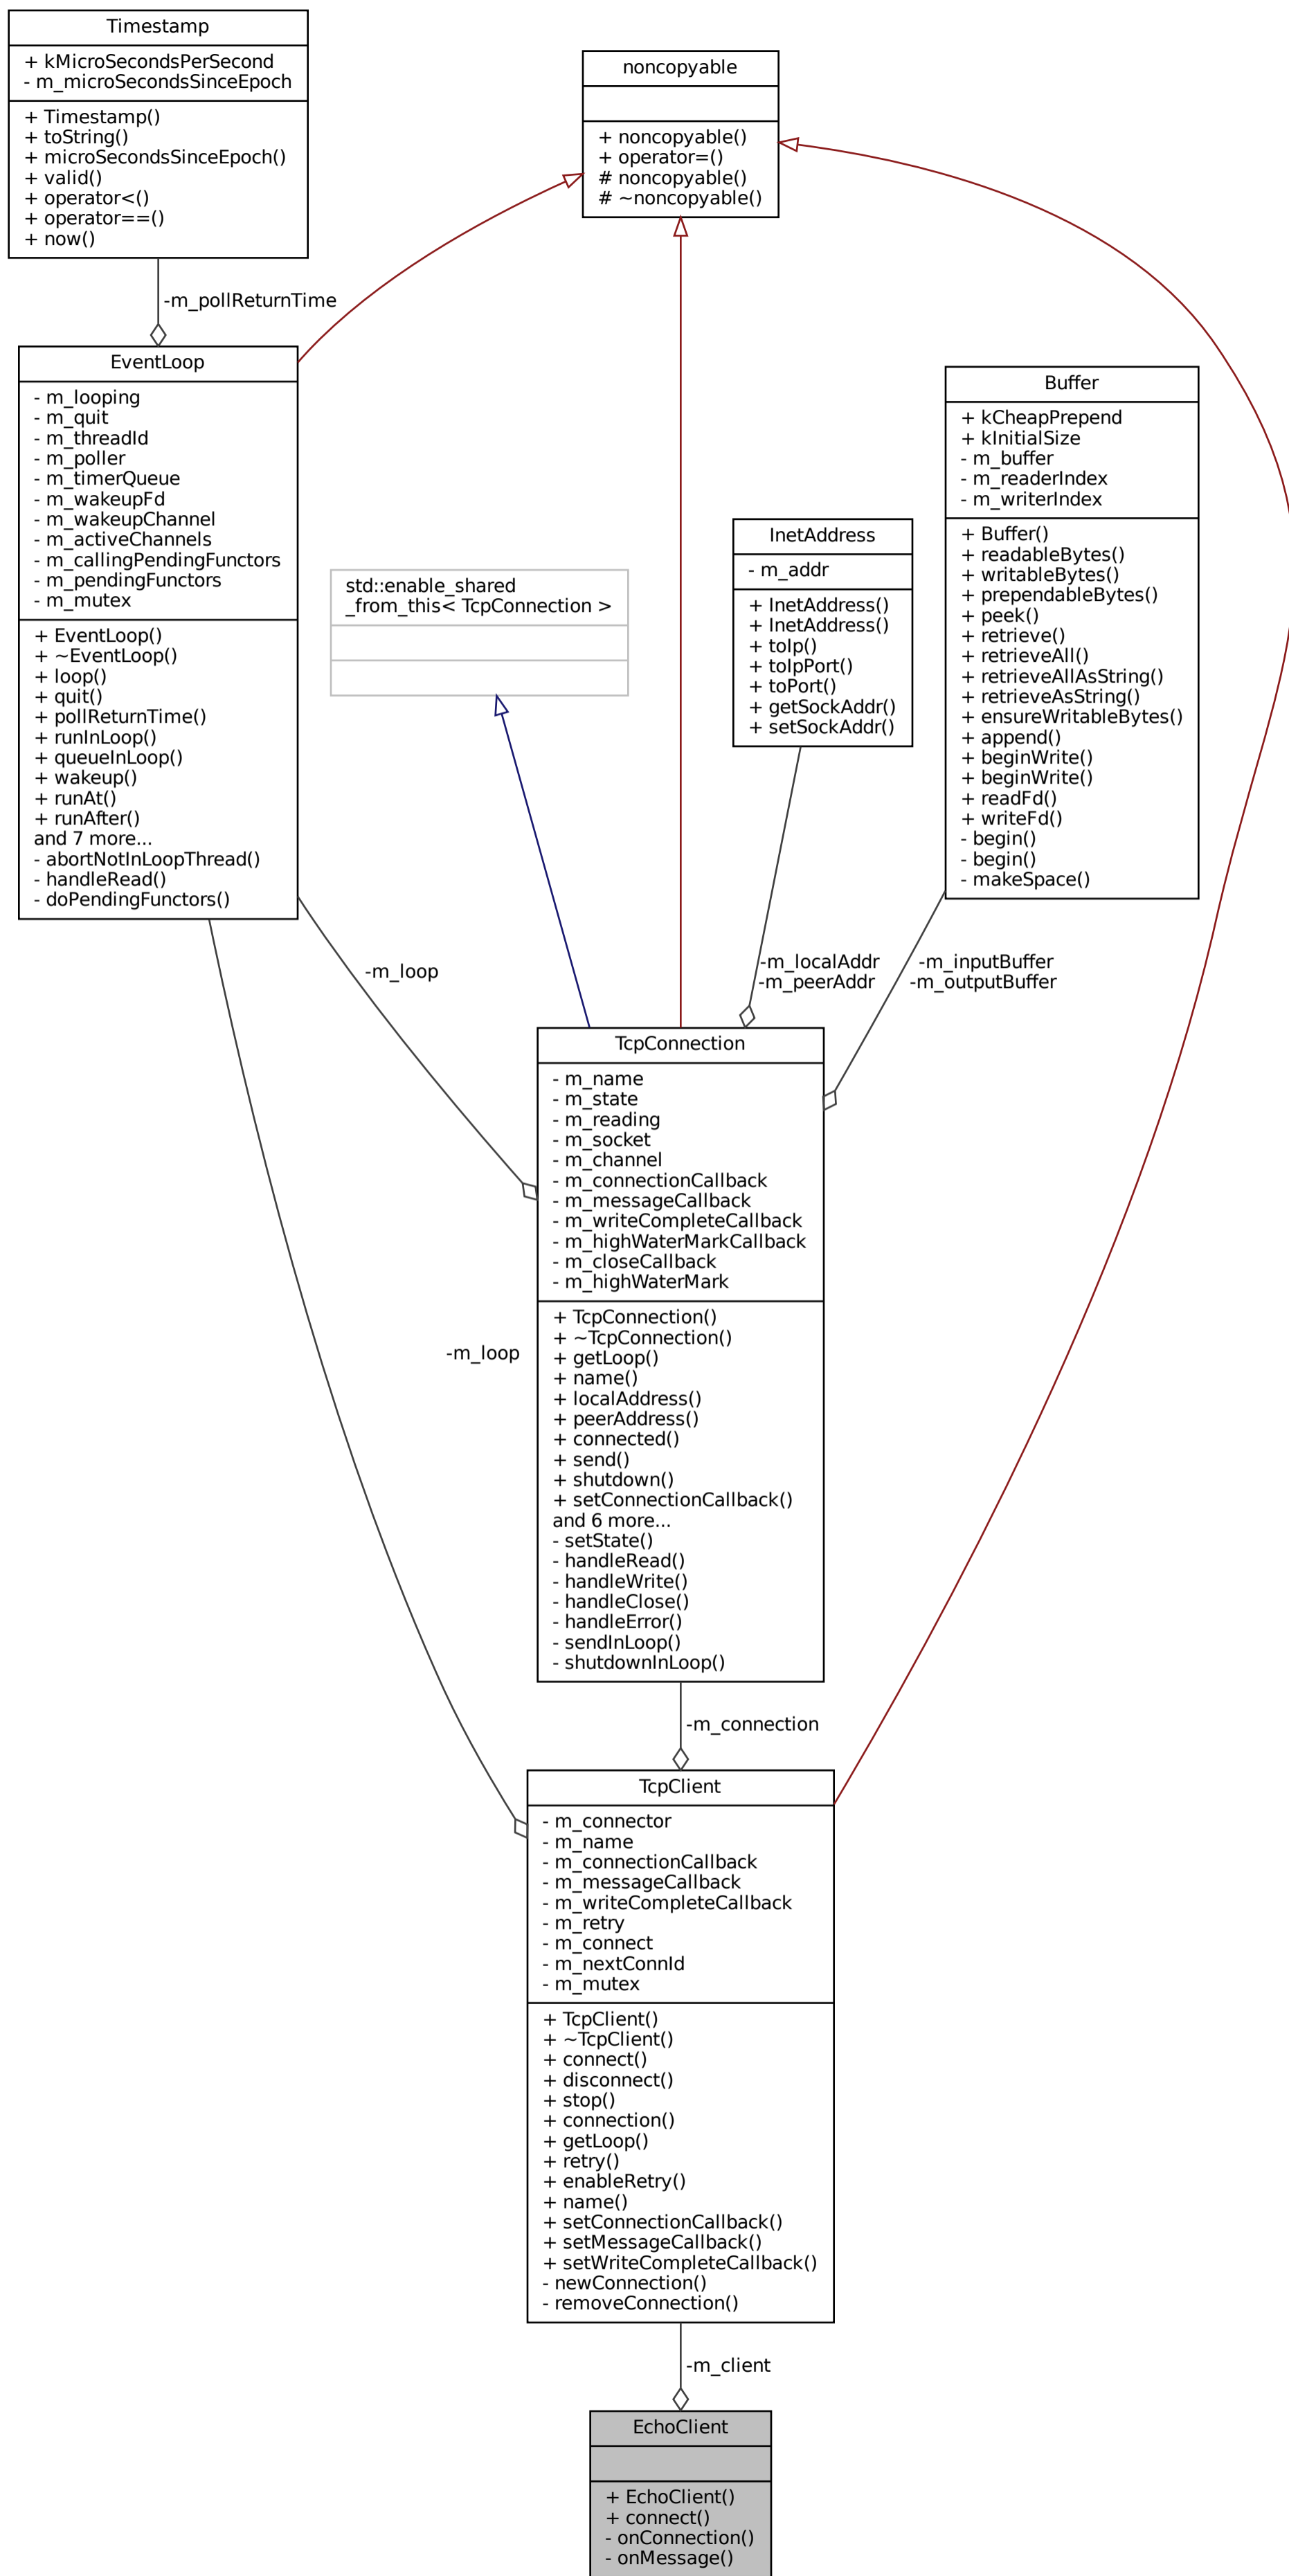 Timestamp
+ kMicroSecondsPerSecond
- m_microSecondsSinceEpoch
+ Timestamp()
+ toString()
+ microSecondsSinceEpoch()
+ valid()
+ operator<()
+ operator==()
+ now()
noncopyable
+ noncopyable()
+ operator=()
# noncopyable()
# ~noncopyable()
-m_pollReturnTime
EventLoop
- m_looping
- m_quit
- m_threadId
- m_poller
- m_timerQueue
- m_wakeupFd
- m_wakeupChannel
- m_activeChannels
- m_callingPendingFunctors
- m_pendingFunctors
- m_mutex
+ EventLoop()
+ ~EventLoop()
+ loop()
+ quit()
+ pollReturnTime()
+ runInLoop()
+ queueInLoop()
+ wakeup()
+ runAt()
+ runAfter()
and 7 more...
- abortNotInLoopThread()
- handleRead()
- doPendingFunctors()
std::enable_shared
_from_this< TcpConnection >
InetAddress
- m_addr
+ InetAddress()
+ InetAddress()
+ toIp()
+ toIpPort()
+ toPort()
+ getSockAddr()
+ setSockAddr()
Buffer
+ kCheapPrepend
+ kInitialSize
- m_buffer
- m_readerIndex
- m_writerIndex
+ Buffer()
+ readableBytes()
+ writableBytes()
+ prependableBytes()
+ peek()
+ retrieve()
+ retrieveAll()
+ retrieveAllAsString()
+ retrieveAsString()
+ ensureWritableBytes()
+ append()
+ beginWrite()
+ beginWrite()
+ readFd()
+ writeFd()
- begin()
- begin()
- makeSpace()
-m_loop
-m_localAddr
-m_peerAddr
-m_inputBuffer
-m_outputBuffer
TcpConnection
- m_name
- m_state
- m_reading
- m_socket
- m_channel
- m_connectionCallback
- m_messageCallback
- m_writeCompleteCallback
- m_highWaterMarkCallback
- m_closeCallback
- m_highWaterMark
+ TcpConnection()
+ ~TcpConnection()
+ getLoop()
+ name()
+ localAddress()
+ peerAddress()
+ connected()
+ send()
+ shutdown()
+ setConnectionCallback()
and 6 more...
- setState()
- handleRead()
- handleWrite()
- handleClose()
- handleError()
- sendInLoop()
- shutdownInLoop()
-m_loop
-m_connection
TcpClient
- m_connector
- m_name
- m_connectionCallback
- m_messageCallback
- m_writeCompleteCallback
- m_retry
- m_connect
- m_nextConnId
- m_mutex
+ TcpClient()
+ ~TcpClient()
+ connect()
+ disconnect()
+ stop()
+ connection()
+ getLoop()
+ retry()
+ enableRetry()
+ name()
+ setConnectionCallback()
+ setMessageCallback()
+ setWriteCompleteCallback()
- newConnection()
- removeConnection()
-m_client
EchoClient
+ EchoClient()
+ connect()
- onConnection()
- onMessage()